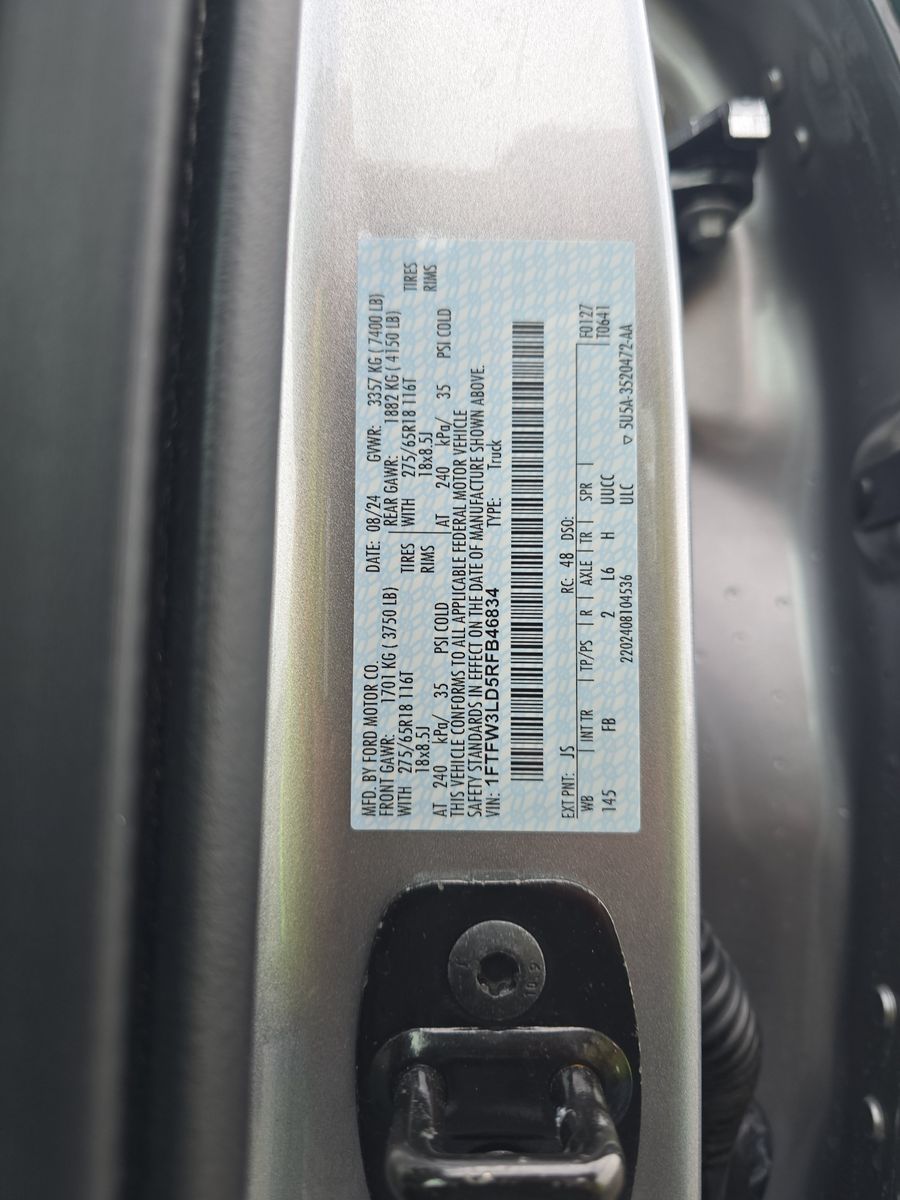 MFD. BY FORD MOTOR CO. DATE: 08/24 GVWR: 3357 KG ( 7400 LB)
FRONT GAWR: 1701 KG ( 3750 LB) REAR GAWR: 1882 KG ( 4150 LB)
WITH 275/65R18 116T TIRES WITH 275/65R18 116T TIRES
18x8.5J RIMS 18x8.5J RIMS
AT 240 kPa/ 35 PSI COLD AT 240 kPa/ 35 PSI COLD
THIS VEHICLE CONFORMS TO ALL APPLICABLE FEDERAL MOTOR VEHICLE
SAFETY STANDARDS IN EFFECT ON THE DATE OF MANUFACTURE SHOWN ABOVE.
VIN: 1FTFW3LD5RFB46834 TYPE: Truck
EXT PNT: JS RC: 48 DSO: F0127
WB INT TR TP/PS R AXLE TR SPR T0641
145 FB 2 L6 H UUCC
2202408104536 ULC ▽ 5U5A-3520472-AA
10.9